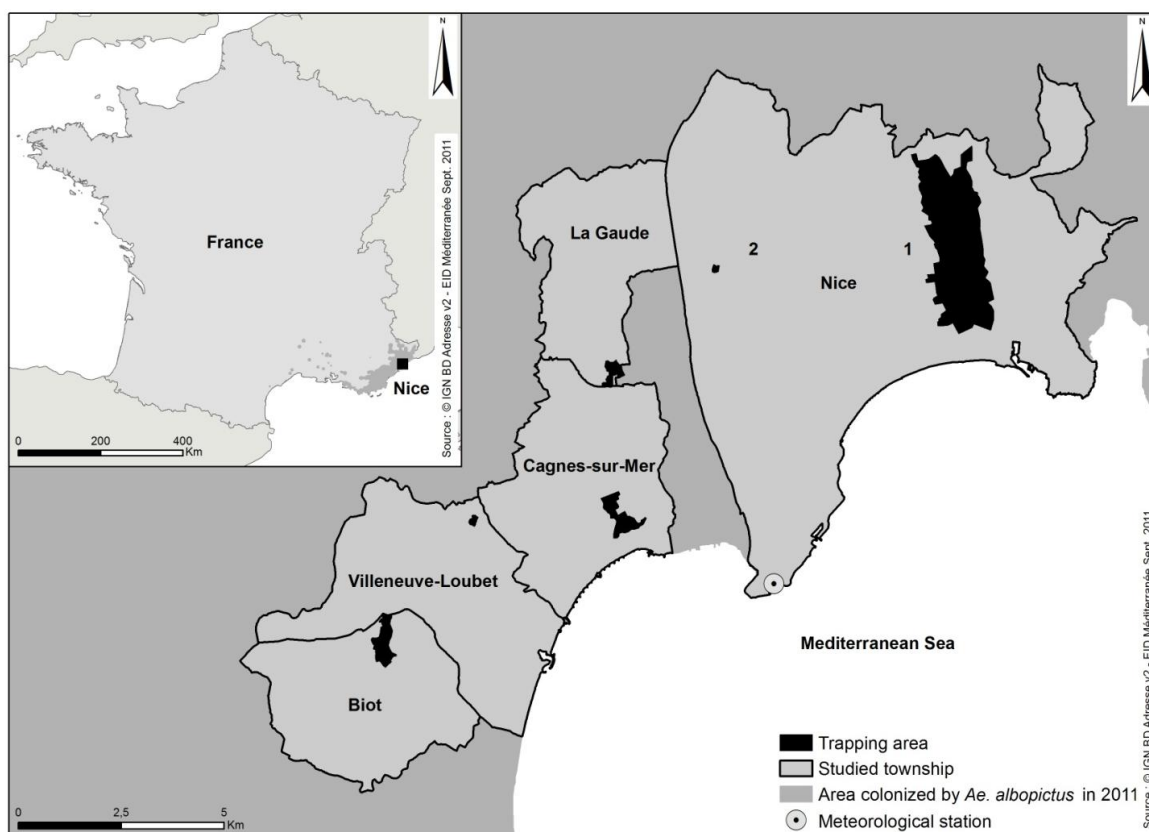 N
France
Nice
0 200 400
Km
Source : © IGN BD Adresse v2 - EID Méditerranée Sept. 2011
N
La Gaude
2
1
Nice
Cagnes-sur-Mer
Villeneuve-Loubet
Biot
Mediterranean Sea
Trapping area
Studied township
Area colonized by Ae. albopictus in 2011
Meteorological station
0 2,5 5
Km
Source : © IGN BD Adresse v2 - EID Méditerranée Sept. 2011